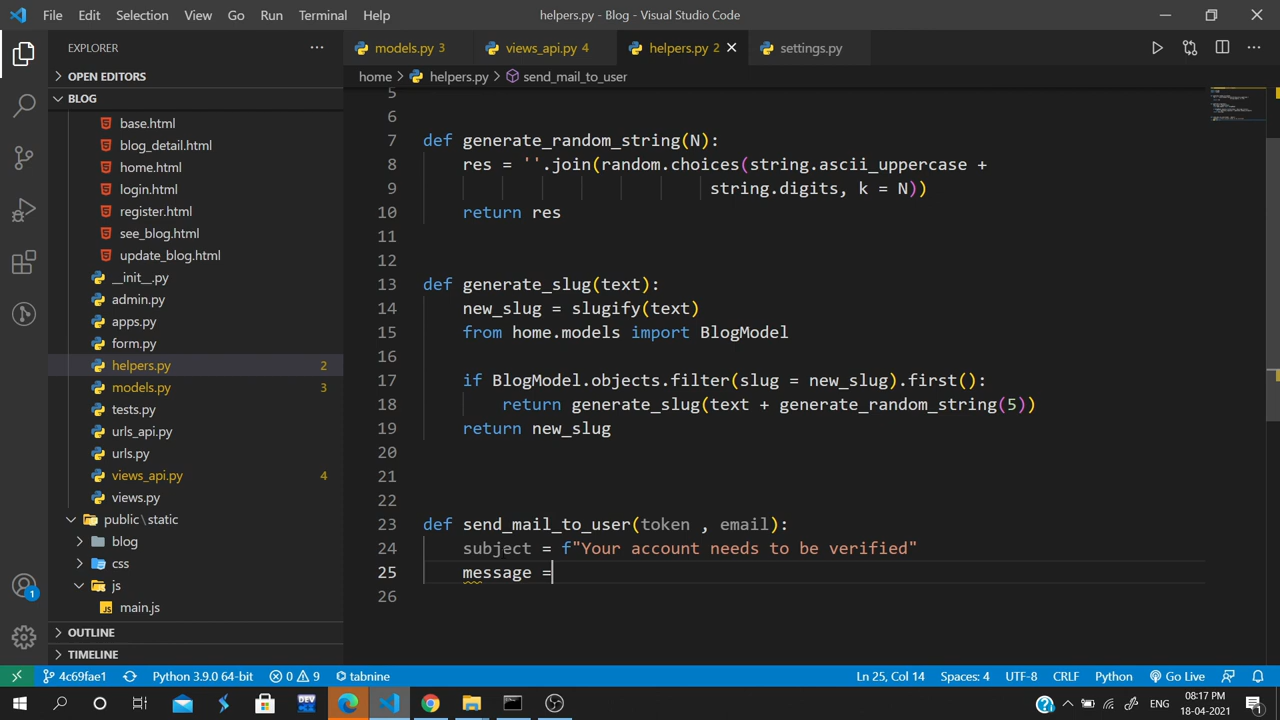 File Edit Selection View Go Run Terminal Help
helpers.py - Blog - Visual Studio Code
EXPLORER
OPEN EDITORS
BLOG
base.html
blog_detail.html
home.html
login.html
register.html
see_blog.html
update_blog.html
__init__.py
admin.py
apps.py
form.py
helpers.py 2
models.py 3
tests.py
urls_api.py
urls.py
views_api.py 4
views.py
public\static
blog
css
js
main.js
OUTLINE
TIMELINE
models.py 3 views_api.py 4 helpers.py 2 settings.py
home > helpers.py > send_mail_to_user
5
6
7 def generate_random_string(N):
8 res = ''.join(random.choices(string.ascii_uppercase +
9 string.digits, k = N))
10 return res
11
12
13 def generate_slug(text):
14 new_slug = slugify(text)
15 from home.models import BlogModel
16
17 if BlogModel.objects.filter(slug = new_slug).first():
18 return generate_slug(text + generate_random_string(5))
19 return new_slug
20
21
22
23 def send_mail_to_user(token , email):
24 subject = f"Your account needs to be verified"
25 message =
26
1
4c69fae1 Python 3.9.0 64-bit 0 9 tabnine Ln 25, Col 14 Spaces: 4 UTF-8 CRLF Python Go Live
DEV ENG 08:17 PM
18-04-2021 1